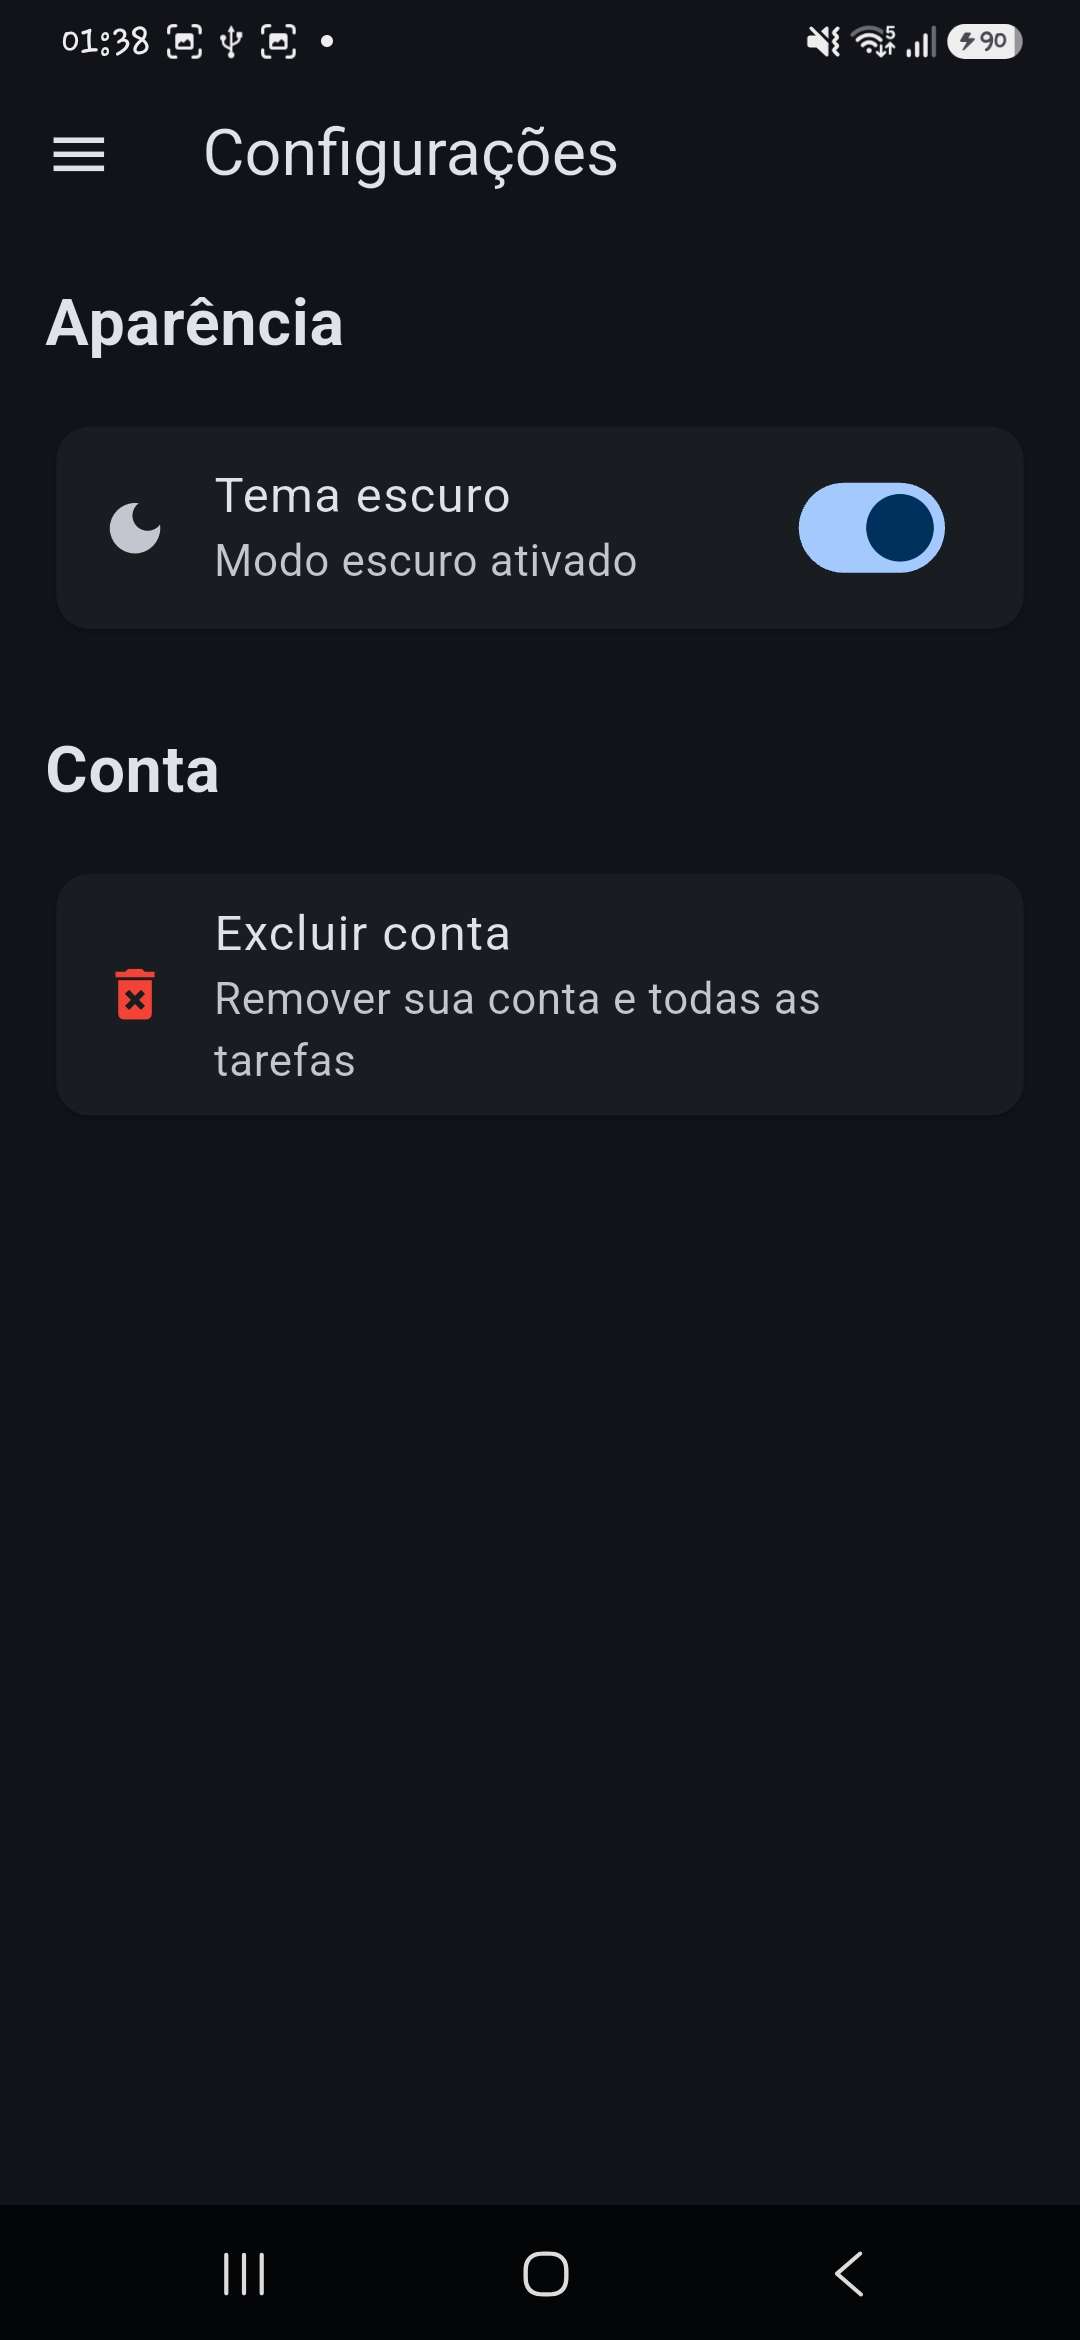 01:38
5
90
Configurações
Aparência
Tema escuro
Modo escuro ativado
Conta
Excluir conta
Remover sua conta e todas as
tarefas